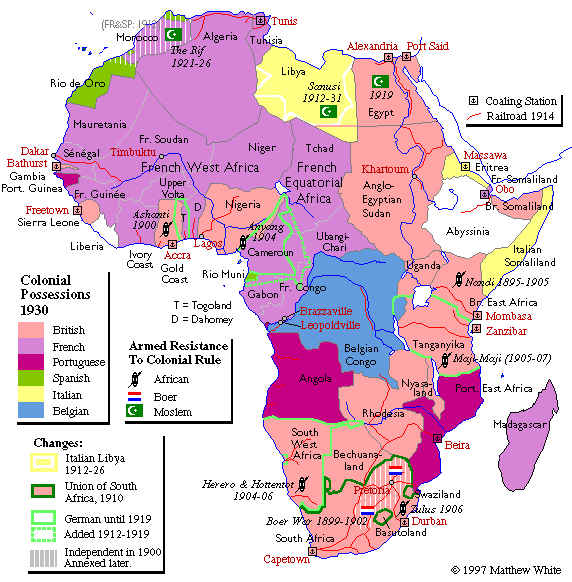 (FR&SP: 1912)
Morocco
The Rif
1921-26
Algeria
Tunis
Tunisia
Alexandria
Port Said
Libya
Sanusi
1912-31
1919
Egypt
Coaling Station
Railroad 1914
Rio de Oro
Mauretania
Fr. Soudan
Niger
Tchad
Dakar
Sénégal
Timbuktu
Bathurst
Gambia
Port. Guinea
French West Africa
French
Equatorial
Africa
Khartoum
Anglo-
Egyptian
Sudan
Massawa
Eritrea
Fr. Somaliland
Obo
Br. Somaliland
Fr. Guinée
Upper
Volta
Freetown
Sierra Leone
Ashanti
1900
T
D
Nigeria
Anyang
1904
Cameroun
Ubangi-
Chari
Abyssinia
Italian
Somaliland
Liberia
Ivory
Coast
Accra
Gold
Coast
Lagos
Rio Muni
Gabon
Fr. Congo
Uganda
Nandi 1895-1905
Br. East Africa
Mombasa
Zanzibar
T = Togoland
D = Dahomey
Brazzaville
Leopoldville
Belgian
Congo
Tanganyika
Maji-Maji (1905-07)
Colonial
Possessions
1930
British
French
Portuguese
Spanish
Italian
Belgian
Armed Resistance
To Colonial Rule
African
Boer
Moslem
Angola
Nyasa-
land
Port. East Africa
Rhodesia
Madagascar
Beira
Changes:
Italian Libya
1912-26
Union of South
Africa, 1910
German until 1919
Added 1912-1919
Independent in 1900
Annexed later.
South
West
Africa
Bechuana-
land
Herero & Hottentot
1904-06
Pretoria
Swaziland
Zulus 1906
Boer War 1899-1902
Durban
Basutoland
South Africa
Capetown
© 1997 Matthew White